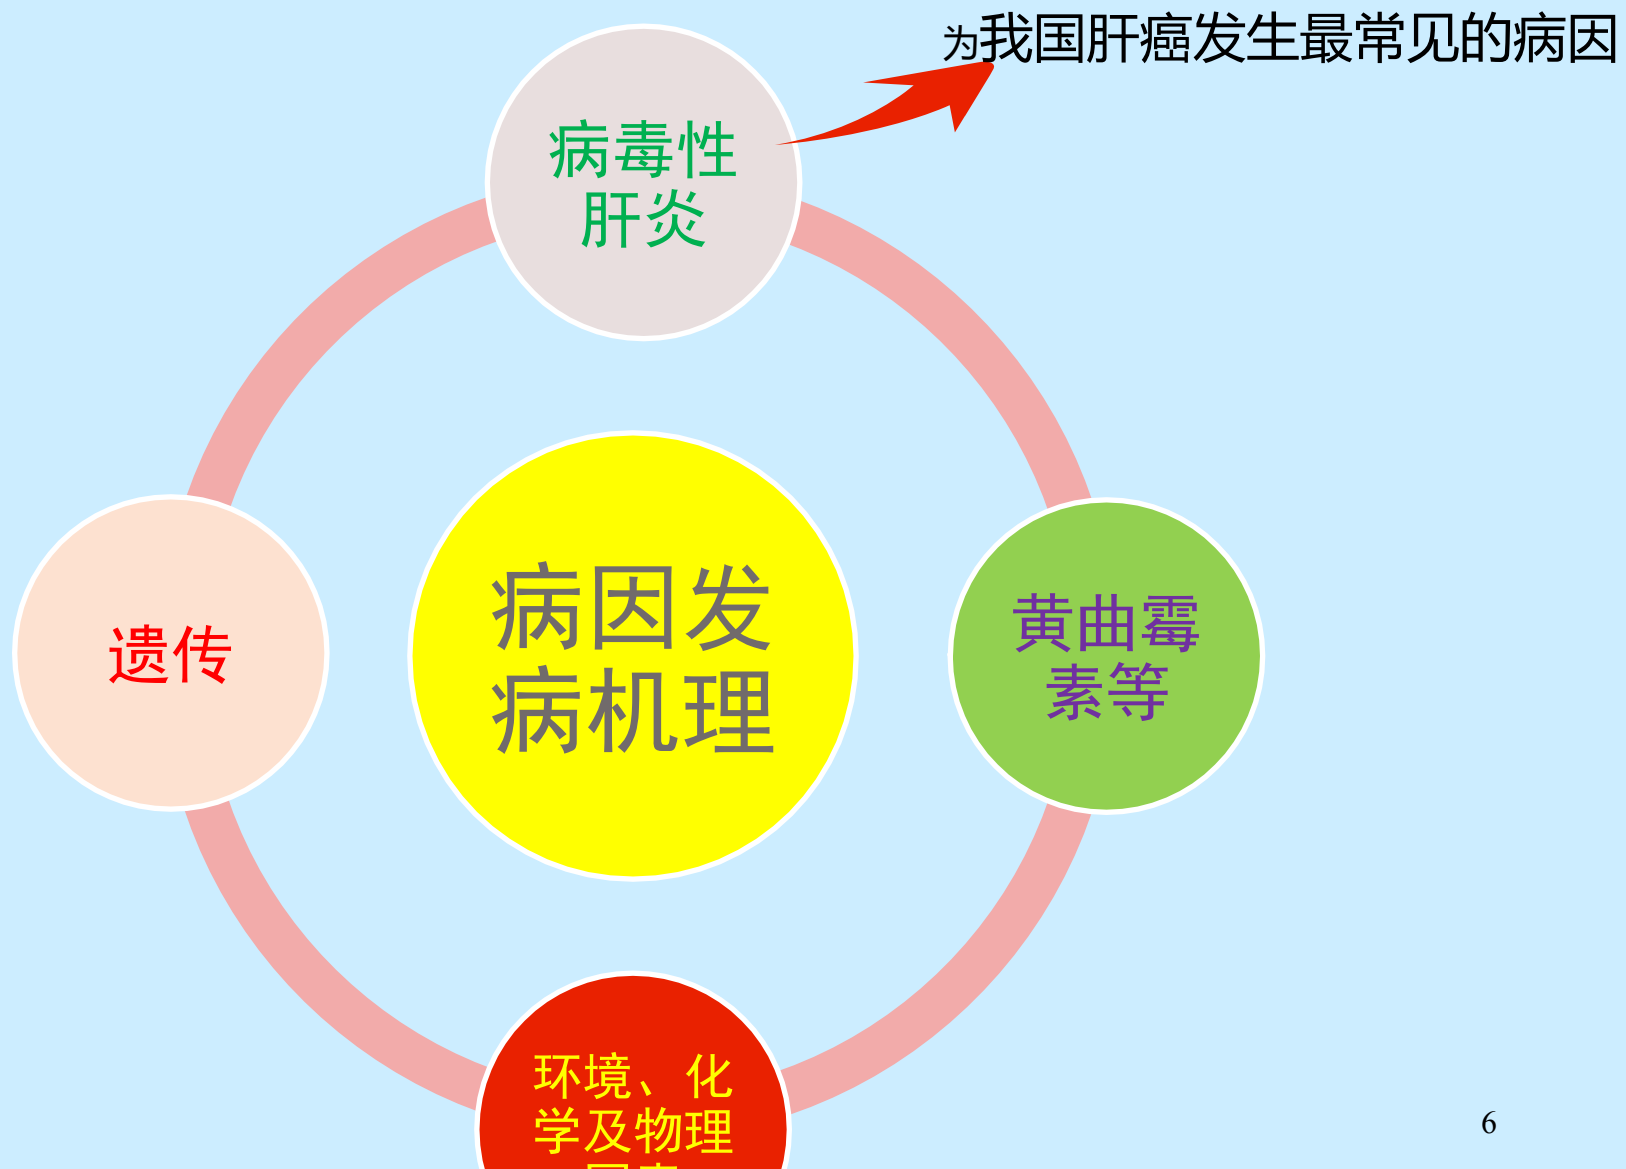 为我国肝癌发生最常见的病因
病毒性
肝炎
遗传
病因发
病机理
黄曲霉
素等
环境、化
学及物理
6